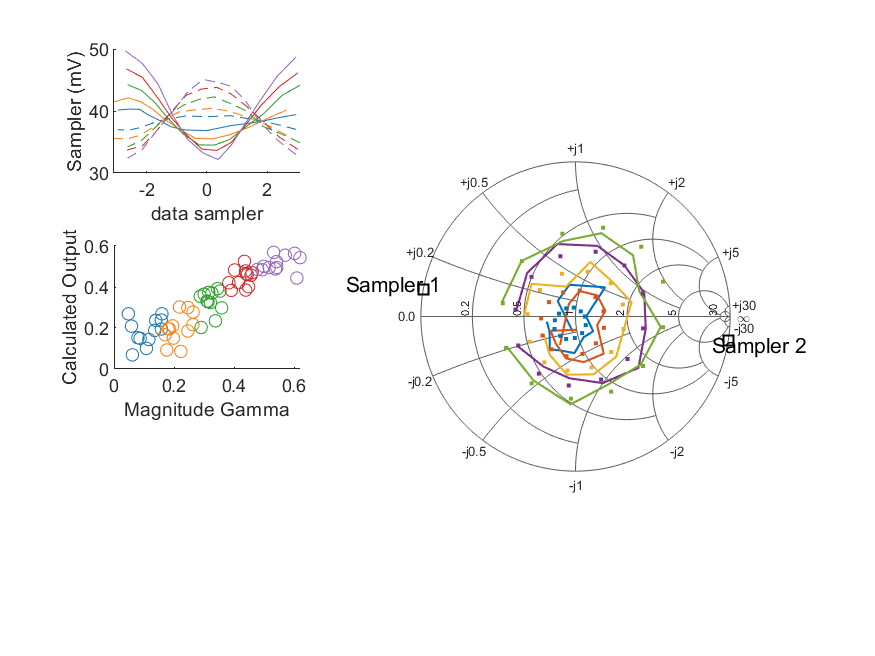 Sampler (mV)
50
40
30
-2
0
2
data sampler
Calculated Output
0.6
0.4
0.2
0
0
0.2
0.4
0.6
Magnitude Gamma
+j1
+j0.5
+j2
+j0.2
+j5
Sampler 1
+j30
0.0
0.2
0.5
1
2
5
30
∞
-j30
Sampler 2
-j0.2
-j5
-j0.5
-j2
-j1